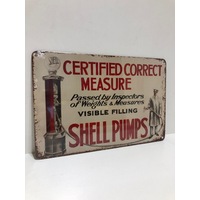 CERTIFIED CORRECT
MEASURE
Passed by Inspectors
of Weights & Measures
VISIBLE FILLING
SHELL PUMPS